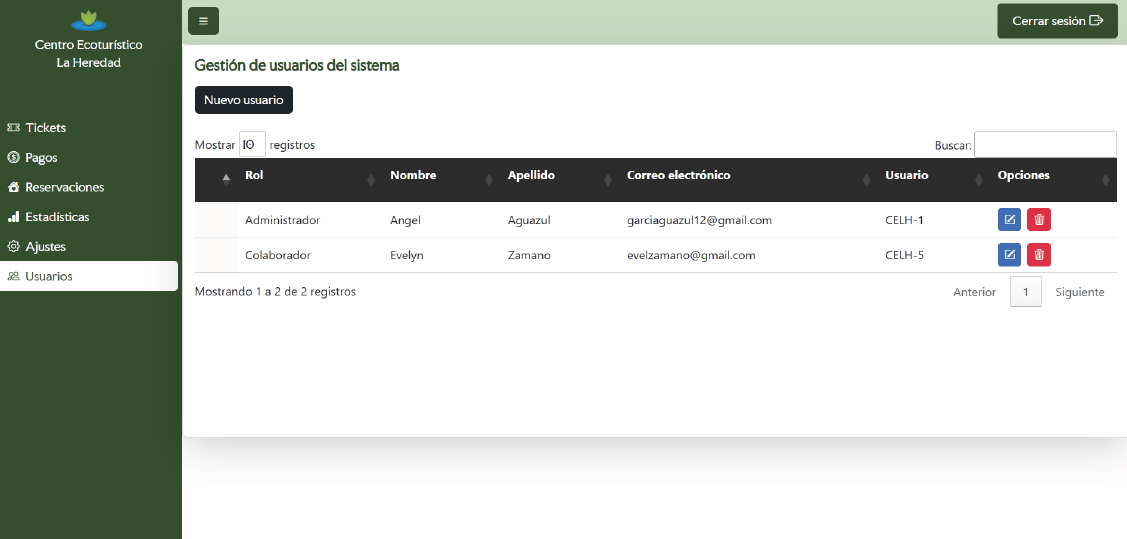 Centro Ecoturístico
La Heredad
Cerrar sesión
Tickets
Pagos
Reservaciones
Estadísticas
Ajustes
Usuarios
Gestión de usuarios del sistema
Nuevo usuario
Mostrar 10 registros
Buscar:
Rol Nombre Apellido Correo electrónico Usuario Opciones
Administrador Angel Aguazul garciaguazul12@gmail.com CELH-1
Colaborador Evelyn Zamano evelzamano@gmail.com CELH-5
Mostrando 1 a 2 de 2 registros
Anterior 1 Siguiente